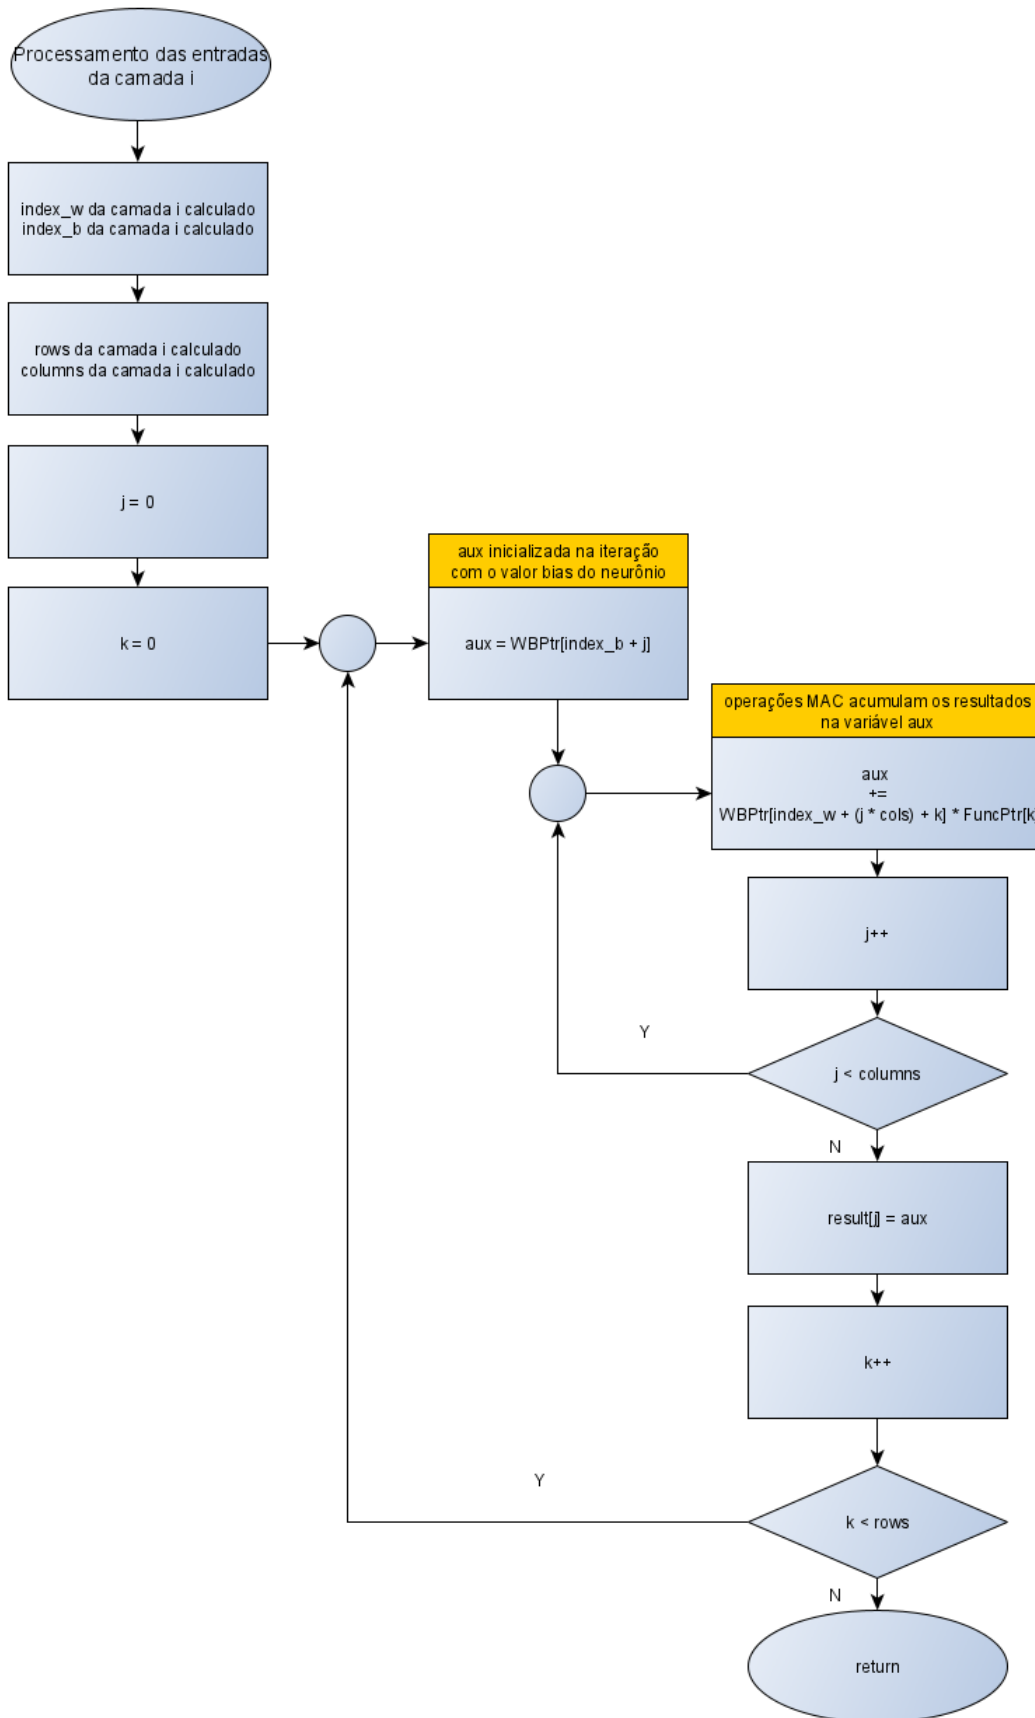 Processamento das entradas
da camada i
index_w da camada i calculado
index_b da camada i calculado
rows da camada i calculado
columns da camada i calculado
j = 0
k = 0
aux inicializada na iteração
com o valor bias do neurônio
aux = WBPtr[index_b + j]
operações MAC acumulam os resultados
na variável aux
aux
+=
WBPtr[index_w + (j * cols) + k] * FuncPtr[k
j++
Y
j < columns
N
result[j] = aux
k++
Y
k < rows
N
return